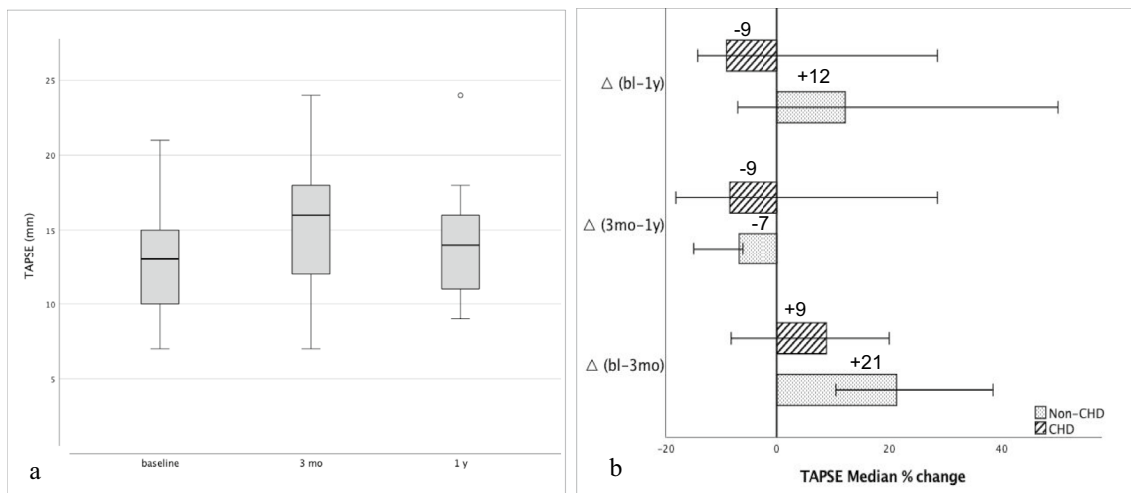 25
20
15
10
5
TAPSE (mm)
baseline
3 mo
1 y
a
-9
△ (bl-1y)
+12
-9
△ (3mo-1y)
-7
+9
△ (bl-3mo)
+21
Non-CHD
CHD
-20
0
20
40
TAPSE Median % change
b